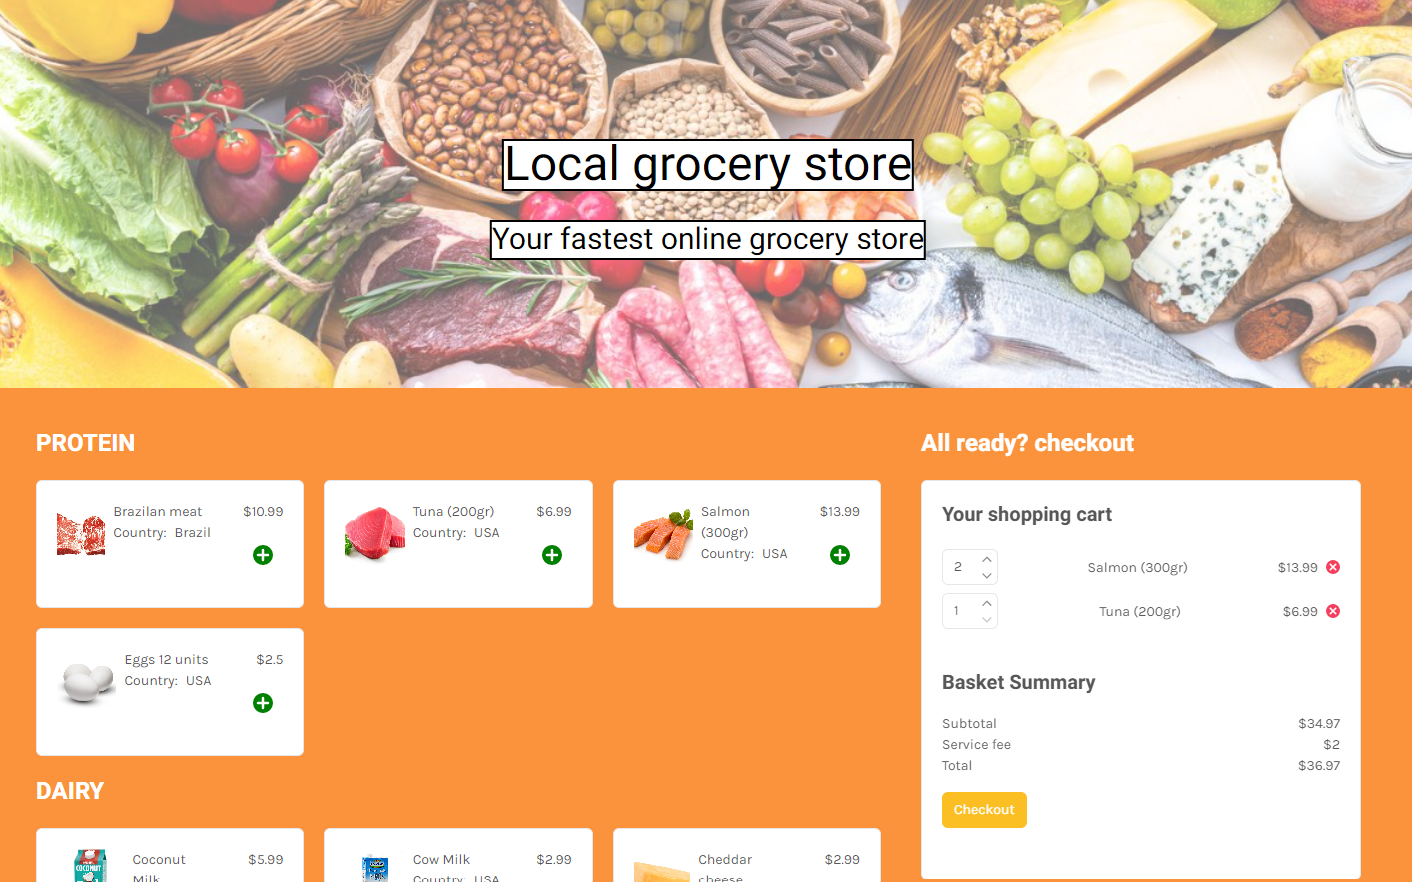 Local grocery store
Your fastest online grocery store
PROTEIN
Brazilan meat $10.99
Country: Brazil
Tuna (200gr) $6.99
Country: USA
Salmon $13.99
(300gr)
Country: USA
Eggs 12 units $2.5
Country: USA
DAIRY
COCONUT
Coconut $5.99
Milk
Cow Milk $2.99
Country: USA
Cheddar $2.99
cheese
All ready? checkout
Your shopping cart
2 Salmon (300gr) $13.99
1 Tuna (200gr) $6.99
Basket Summary
Subtotal $34.97
Service fee $2
Total $36.97
Checkout